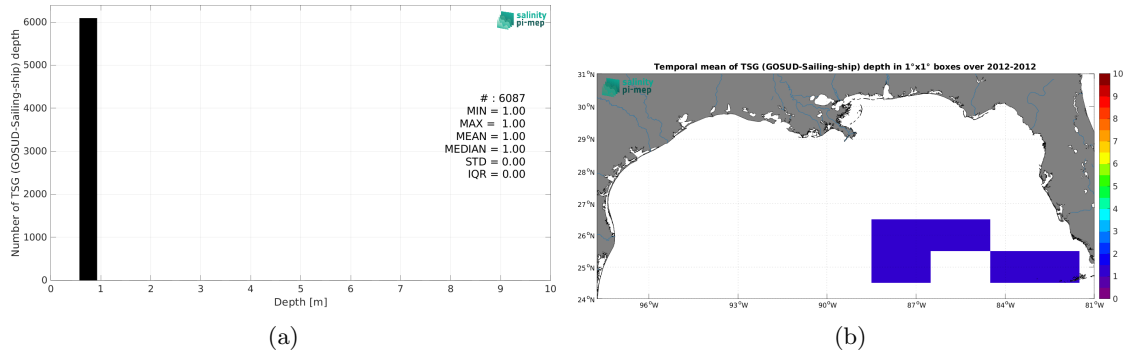 6000
5000
4000
3000
2000
1000
0
Number of TSG (GOSUD-Sailing-ship) depth
0 1 2 3 4 5 6 7 8 9 10
Depth [m]
salinity
pi-mep
# : 6087
MIN = 1.00
MAX = 1.00
MEAN = 1.00
MEDIAN = 1.00
STD = 0.00
IQR = 0.00
(a)
Temporal mean of TSG (GOSUD-Sailing-ship) depth in 1°x1° boxes over 2012-2012
salinity
pi-mep
31°N
30°N
29°N
28°N
27°N
26°N
25°N
24°N
96°W 93°W 90°W 87°W 84°W 81°W
10
9
8
7
6
5
4
3
2
1
0
(b)